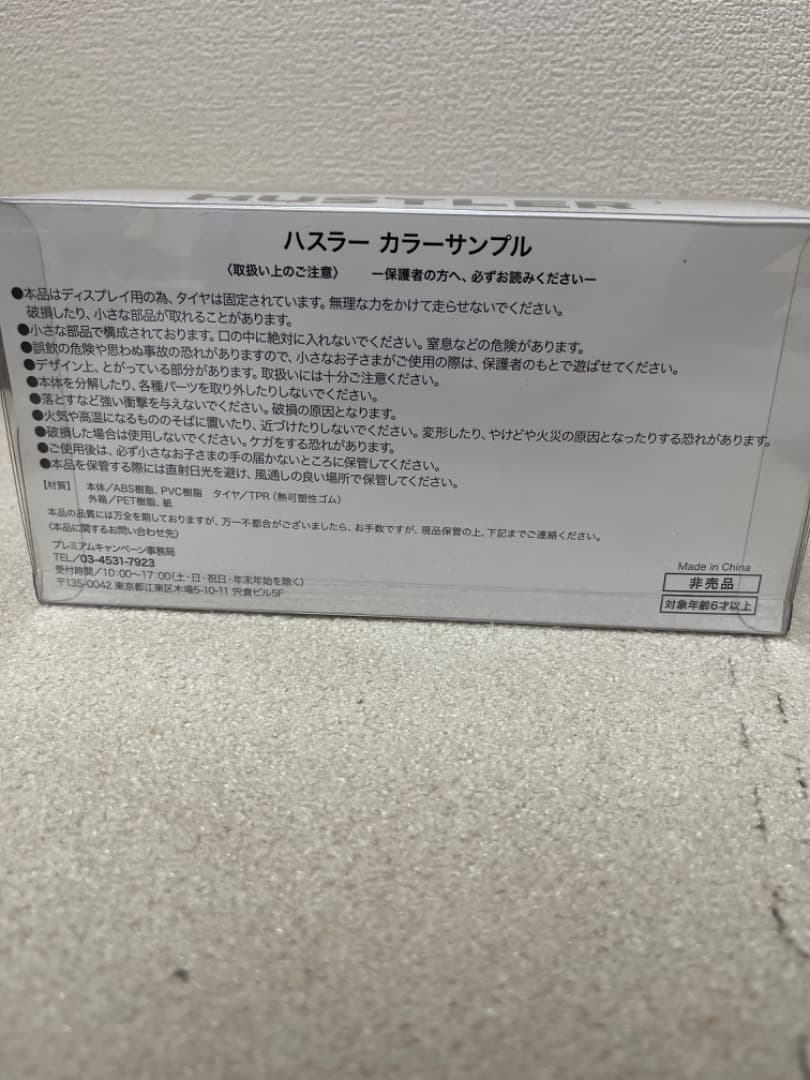 HUSTLER
ハスラー カラーサンプル
〈取扱い上のご注意〉 ー保護者の方へ、必ずお読みくださいー
●本品はディスプレイ用の為、タイヤは固定されています。無理な力をかけて走らせないでください。
破損したり、小さな部品が取れることがあります。
●小さな部品で構成されております。口の中に絶対に入れないでください。窒息などの危険があります。
●誤飲の危険や思わぬ事故の恐れがありますので、小さなお子さまがご使用の際は、保護者のもとで遊ばせてください。
●デザイン上、とがっている部分があります。取扱いには十分ご注意ください。
●本体を分解したり、各種パーツを取り外したりしないでください。
●落とすなど強い衝撃を与えないでください。破損の原因となります。
●火気や高温になるもののそばに置いたり、近づけたりしないでください。変形したり、やけどや火災の原因となったりする恐れがあります。
●破損した場合は使用しないでください。ケガをする恐れがあります。
●ご使用後は、必ず小さなお子さまの手の届かないところに保管してください。
●本品を保管する際には直射日光を避け、風通しの良い場所で保管してください。
【材質】 本体/ABS樹脂、PVC樹脂 タイヤ/TPR(熱可塑性ゴム)
外箱/PET樹脂、紙
本品の品質には万全を期しておりますが、万一不都合がございましたら、お手数ですが、現品保管の上、下記までご連絡ください。
〈本品に関するお問い合わせ先〉
プレミアムキャンペーン事務局
TEL/03-4531-7923
受付時間/10:00~17:00(土・日・祝日・年末年始を除く)
〒135-0042 東京都江東区木場5-10-11 宍倉ビル5F
Made in China
非売品
対象年齢6才以上